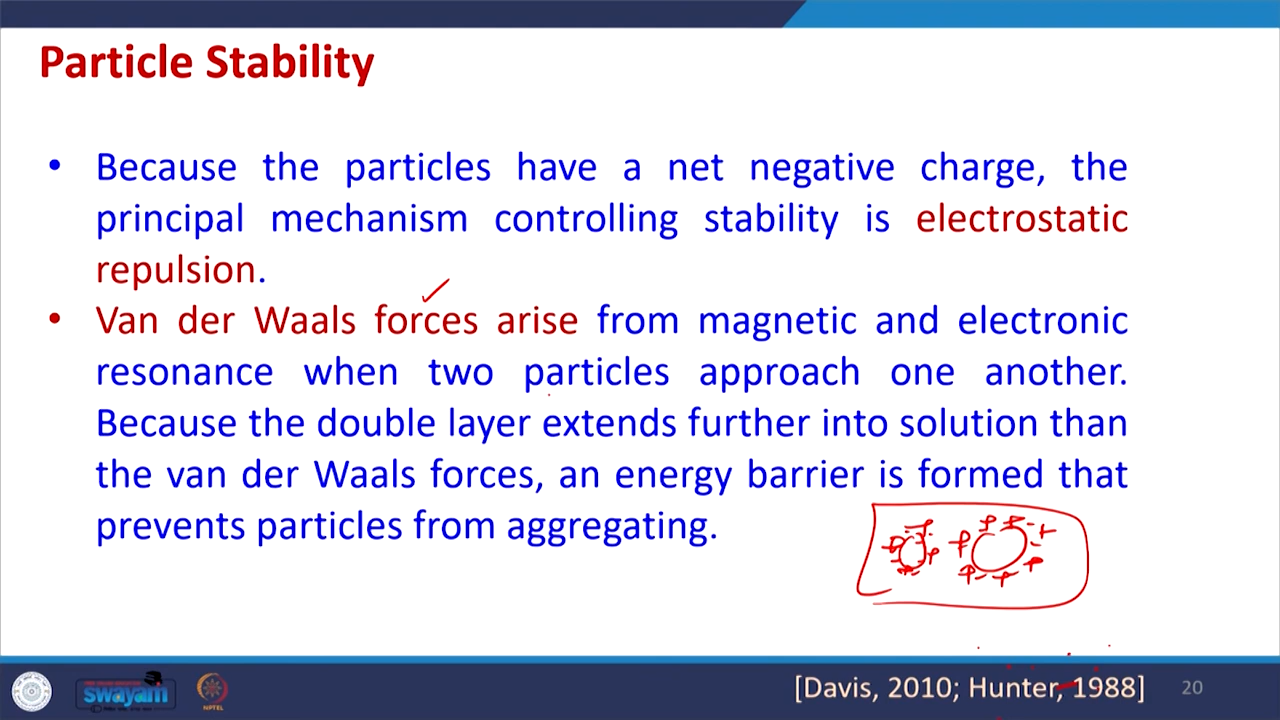 Particle Stability
• Because the particles have a net negative charge, the
principal mechanism controlling stability is electrostatic
repulsion.
• Van der Waals forces arise from magnetic and electronic
resonance when two particles approach one another.
Because the double layer extends further into solution than
the van der Waals forces, an energy barrier is formed that
prevents particles from aggregating.
swayam
NPTEL
[Davis, 2010; Hunter, 1988]
20